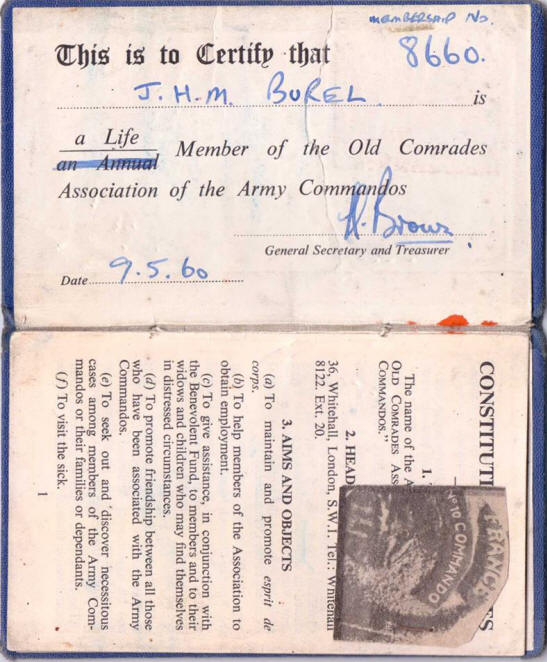 MEMBERSHIP No.
This is to Certify that 8660.
J. H. M. BUREL is
a Life
an Annual Member of the Old Comrades
Association of the Army Commandos
A. Brown
General Secretary and Treasurer
Date 9.5.60
CONSTITUTI
1.
The name of the A
OLD COMRADES ASS
COMMANDOS."
2. HEAD
36, Whitehall, London, S.W.1. Tel.: Whitehall
8122. Ext. 20.
3. AIMS AND OBJECTS
(a) To maintain and promote esprit de
corps.
(b) To help members of the Association to
obtain employment.
(c) To give assistance, in conjunction with
the Benevolent Fund, to members and to their
widows and children who may find themselves
in distressed circumstances.
(d) To promote friendship between all those
who have been associated with the Army
Commandos.
(e) To seek out and discover necessitous
cases among members of the Army Com-
mandos or their families or dependants.
(f) To visit the sick.
1
FRANCE
No 10 COMMANDO